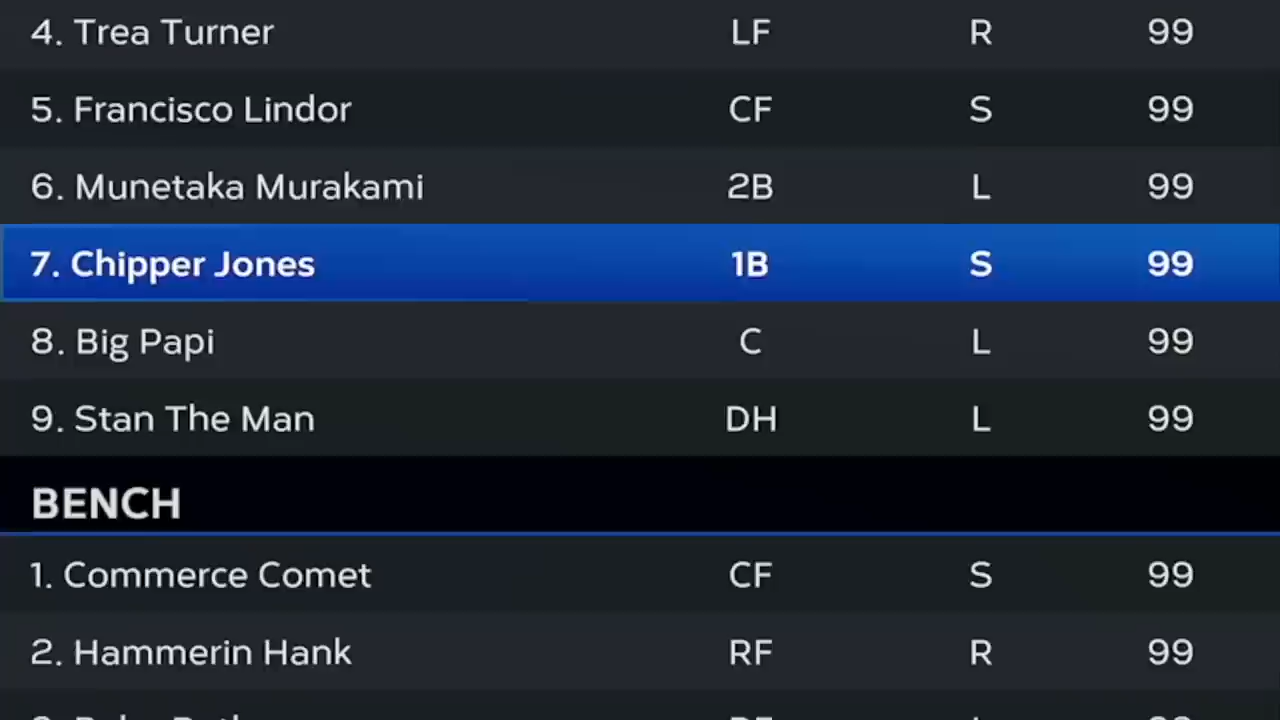 4. Trea Turner LF R 99
5. Francisco Lindor CF S 99
6. Munetaka Murakami 2B L 99
7. Chipper Jones 1B S 99
8. Big Papi C L 99
9. Stan The Man DH L 99
BENCH
1. Commerce Comet CF S 99
2. Hammerin Hank RF R 99